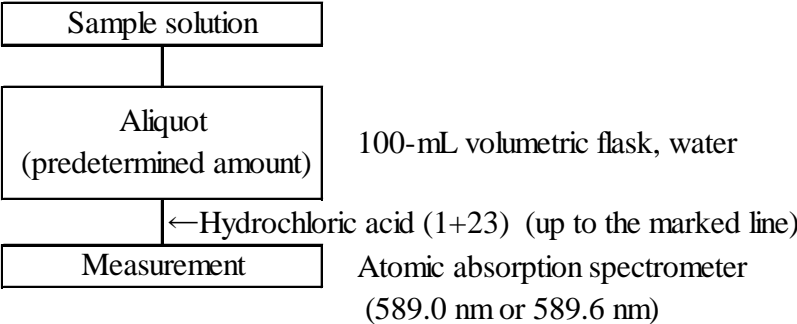 Sample solution
Aliquot
(predetermined amount)
100-mL volumetric flask, water
←Hydrochloric acid (1+23) (up to the marked line)
Measurement
Atomic absorption spectrometer
(589.0 nm or 589.6 nm)